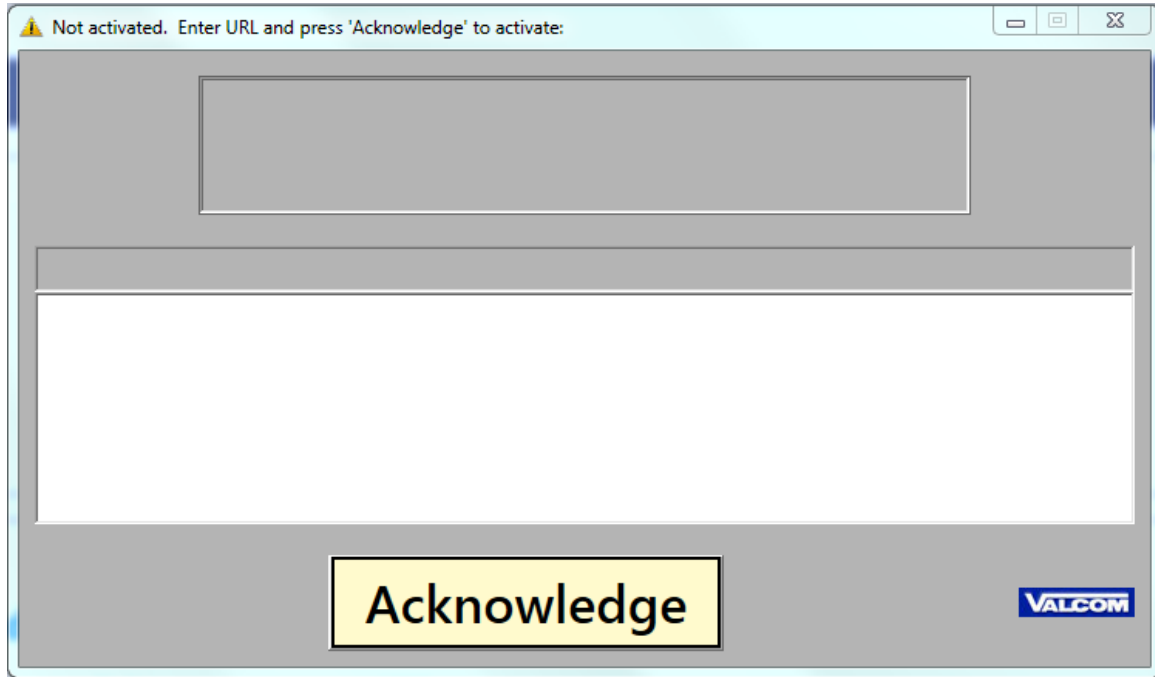 Not activated.  Enter URL and press 'Acknowledge' to activate:
Acknowledge
VALCOM